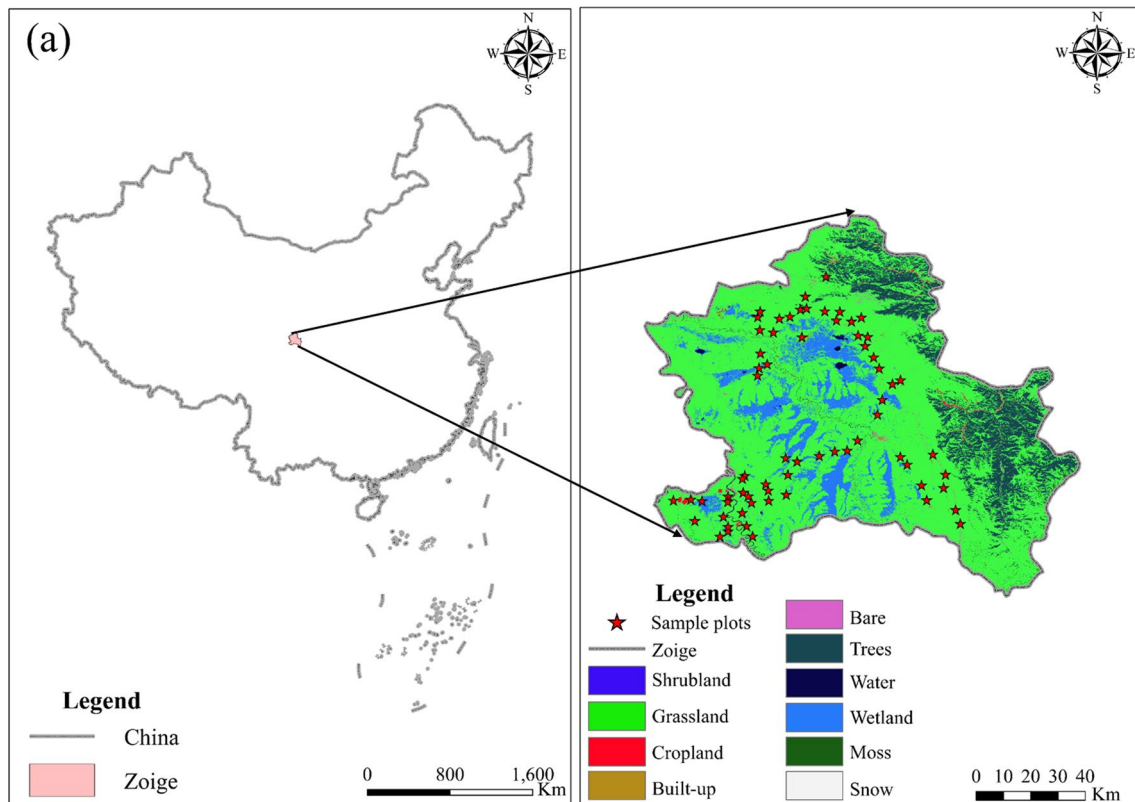 (a)
N
W E
S
Legend
China
Zoige
0 800 1,600
Km
N
W E
S
Legend
Sample plots
Zoige
Shrubland
Grassland
Cropland
Built-up
Bare
Trees
Water
Wetland
Moss
Snow
0 10 20 40
Km